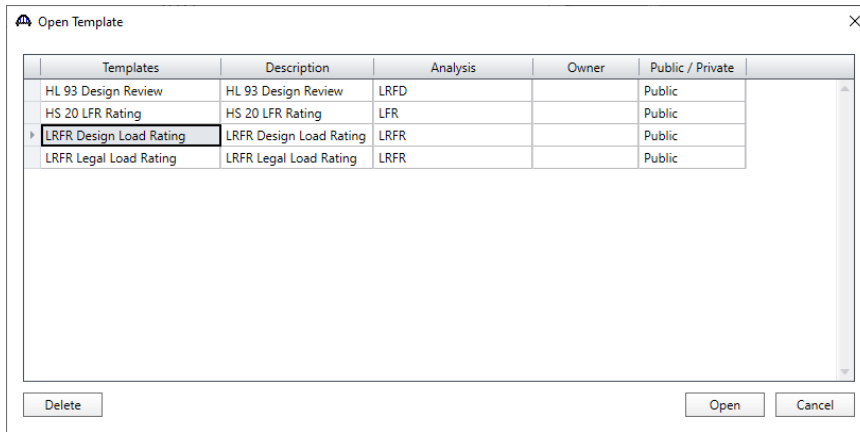 Open Template
Templates Description Analysis Owner Public / Private
HL 93 Design Review HL 93 Design Review LRFD Public
HS 20 LFR Rating HS 20 LFR Rating LFR Public
LRFR Design Load Rating LRFR Design Load Rating LRFR Public
LRFR Legal Load Rating LRFR Legal Load Rating LRFR Public
Delete Open Cancel